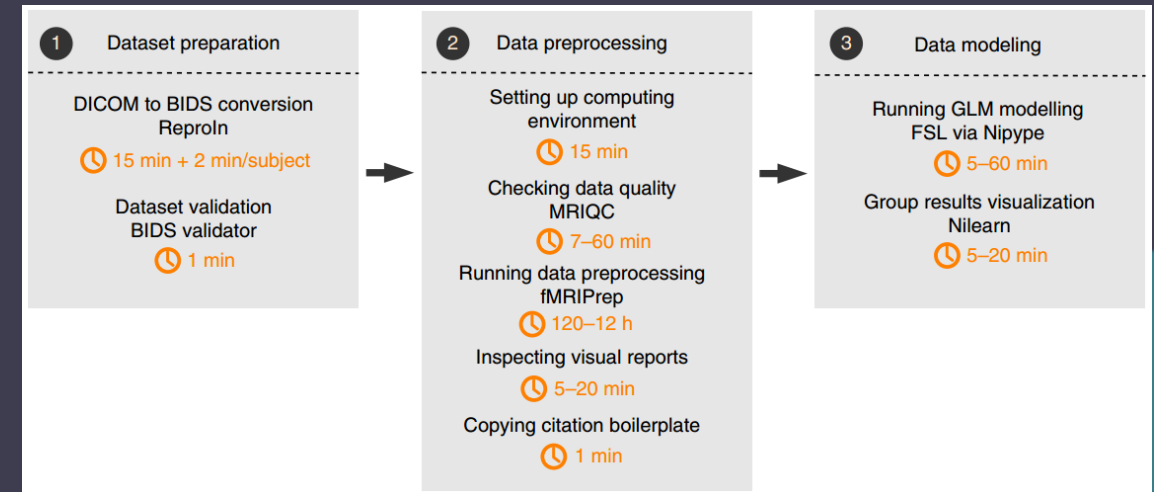 1 Dataset preparation
DICOM to BIDS conversion
ReproIn
15 min + 2 min/subject
Dataset validation
BIDS validator
1 min
2 Data preprocessing
Setting up computing
environment
15 min
Checking data quality
MRIQC
7–60 min
Running data preprocessing
fMRIPrep
120–12 h
Inspecting visual reports
5–20 min
Copying citation boilerplate
1 min
3 Data modeling
Running GLM modelling
FSL via Nipype
5–60 min
Group results visualization
Nilearn
5–20 min